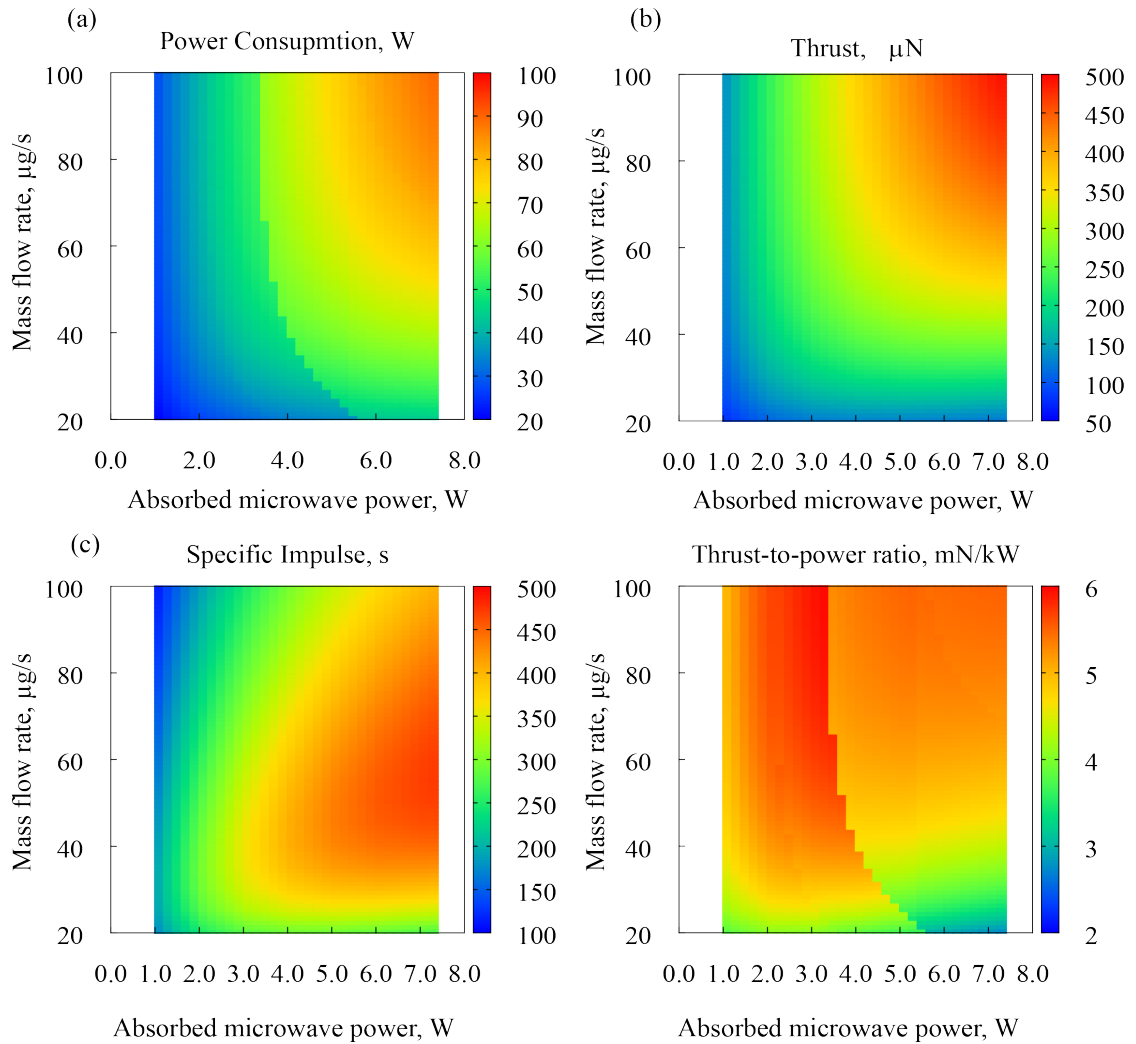 (a)
Power Consupmtion, W
100
80
60
40
20
Mass flow rate, μg/s
0.0 2.0 4.0 6.0 8.0
Absorbed microwave power, W
100
90
80
70
60
50
40
30
20
(b)
Thrust, μN
100
80
60
40
20
Mass flow rate, μg/s
0.0 1.0 2.0 3.0 4.0 5.0 6.0 7.0 8.0
Absorbed microwave power, W
500
450
400
350
300
250
200
150
100
50
(c)
Specific Impulse, s
100
80
60
40
20
Mass flow rate, μg/s
0.0 1.0 2.0 3.0 4.0 5.0 6.0 7.0 8.0
Absorbed microwave power, W
500
450
400
350
300
250
200
150
100
Thrust-to-power ratio, mN/kW
100
80
60
40
20
Mass flow rate, μg/s
0.0 1.0 2.0 3.0 4.0 5.0 6.0 7.0 8.0
Absorbed microwave power, W
6
5
4
3
2